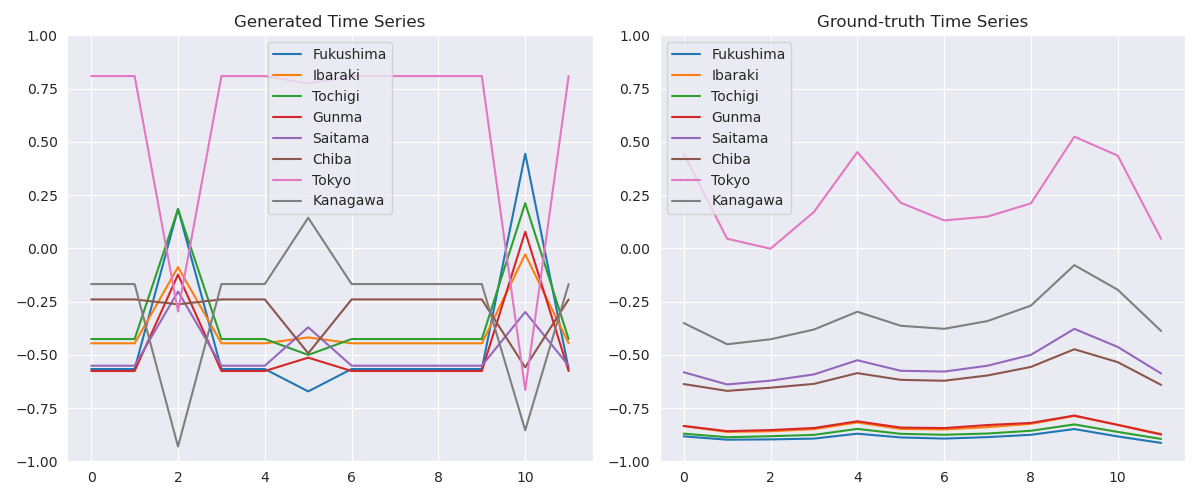 Generated Time Series
1.00
0.75
0.50
0.25
0.00
−0.25
−0.50
−0.75
−1.00
0
2
4
6
8
10
Fukushima
Ibaraki
Tochigi
Gunma
Saitama
Chiba
Tokyo
Kanagawa
Ground-truth Time Series
1.00
0.75
0.50
0.25
0.00
−0.25
−0.50
−0.75
−1.00
0
2
4
6
8
10
Fukushima
Ibaraki
Tochigi
Gunma
Saitama
Chiba
Tokyo
Kanagawa